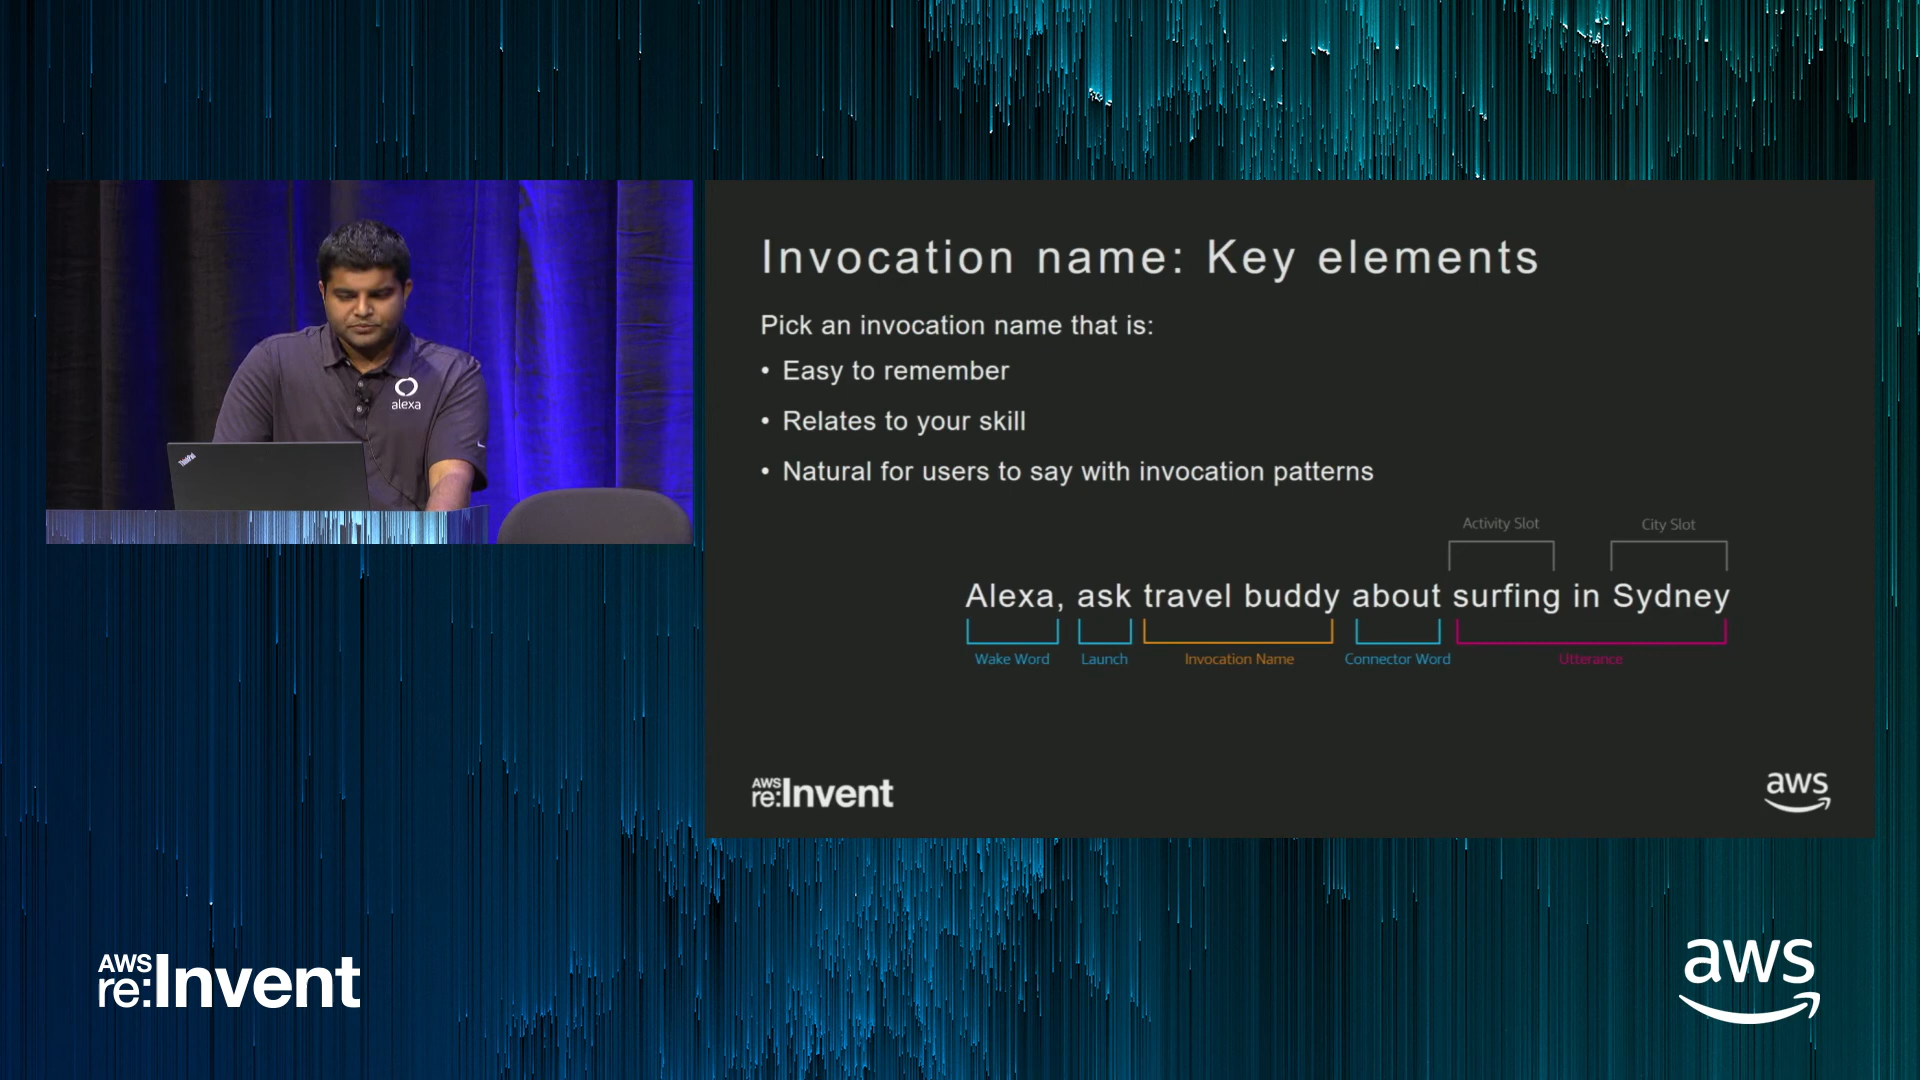 alexa
ThinkPad
Invocation name: Key elements
Pick an invocation name that is:
• Easy to remember
• Relates to your skill
• Natural for users to say with invocation patterns
Activity Slot City Slot
Alexa, ask travel buddy about surfing in Sydney
Wake Word Launch Invocation Name Connector Word Utterance
AWS
re:Invent
aws
AWS
re:Invent
aws